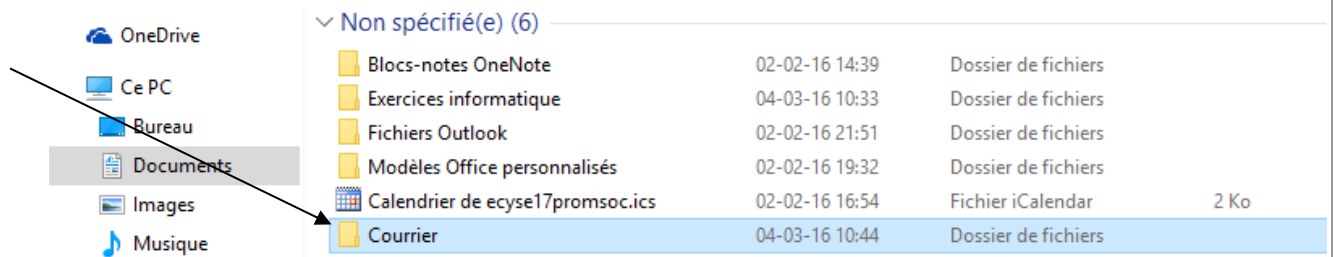 OneDrive
Ce PC
Bureau
Documents
Images
Musique
Non spécifié(e) (6)
Blocs-notes OneNote 02-02-16 14:39 Dossier de fichiers
Exercices informatique 04-03-16 10:33 Dossier de fichiers
Fichiers Outlook 02-02-16 21:51 Dossier de fichiers
Modèles Office personnalisés 02-02-16 19:32 Dossier de fichiers
Calendrier de ecyse17promsoc.ics 02-02-16 16:54 Fichier iCalendar 2 Ko
Courrier 04-03-16 10:44 Dossier de fichiers